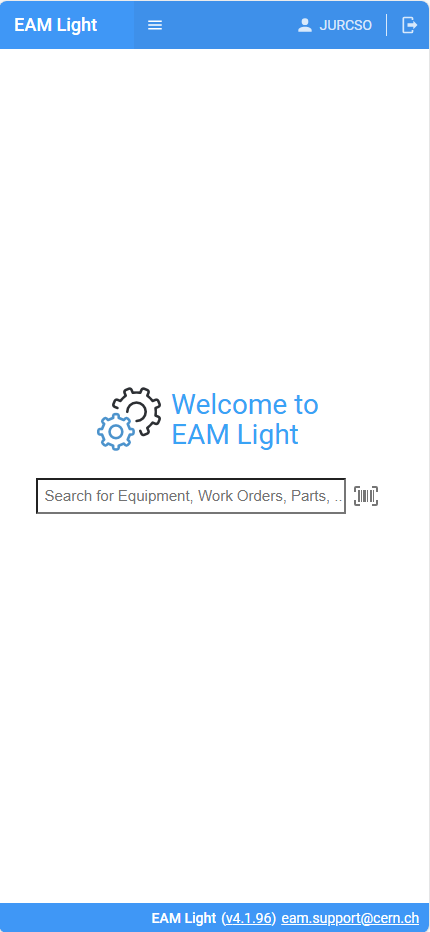 EAM Light
JURCSO
Welcome to
EAM Light
Search for Equipment, Work Orders, Parts, ..
EAM Light (v4.1.96) eam.support@cern.ch